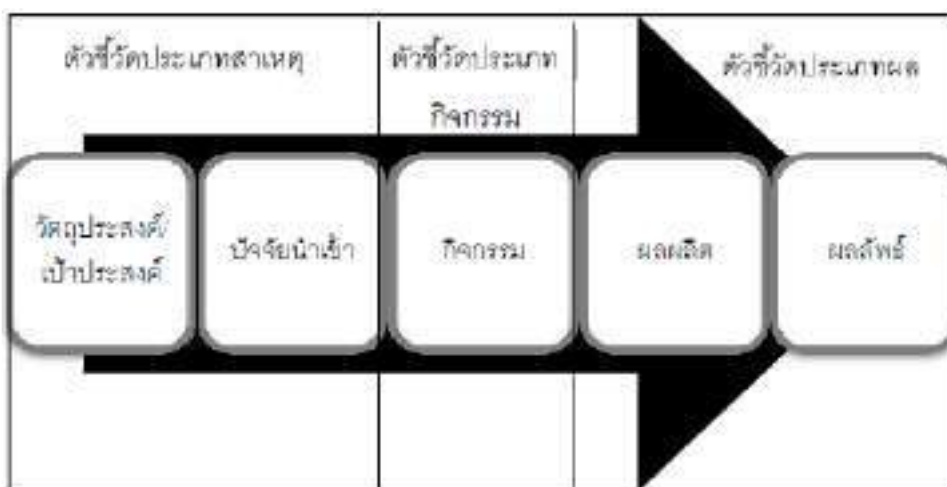 ตัวชี้วัดประเภทสาเหตุ
ตัวชี้วัดประเภท
กิจกรรม
ตัวชี้วัดประเภทผล
วัตถุประสงค์/
เป้าประสงค์
ปัจจัยนำเข้า
กิจกรรม
ผลผลิต
ผลลัพธ์